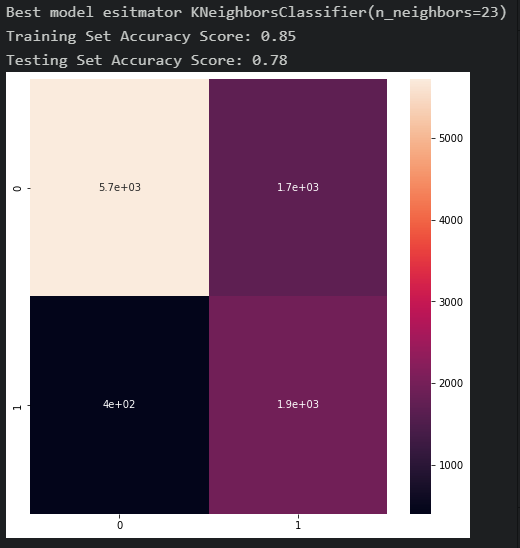 Best model esitmator KNeighborsClassifier(n_neighbors=23)
Training Set Accuracy Score: 0.85
Testing Set Accuracy Score: 0.78
5000
0
5.7e+03
1.7e+03
4000
3000
2000
1
4e+02
1.9e+03
1000
0
1